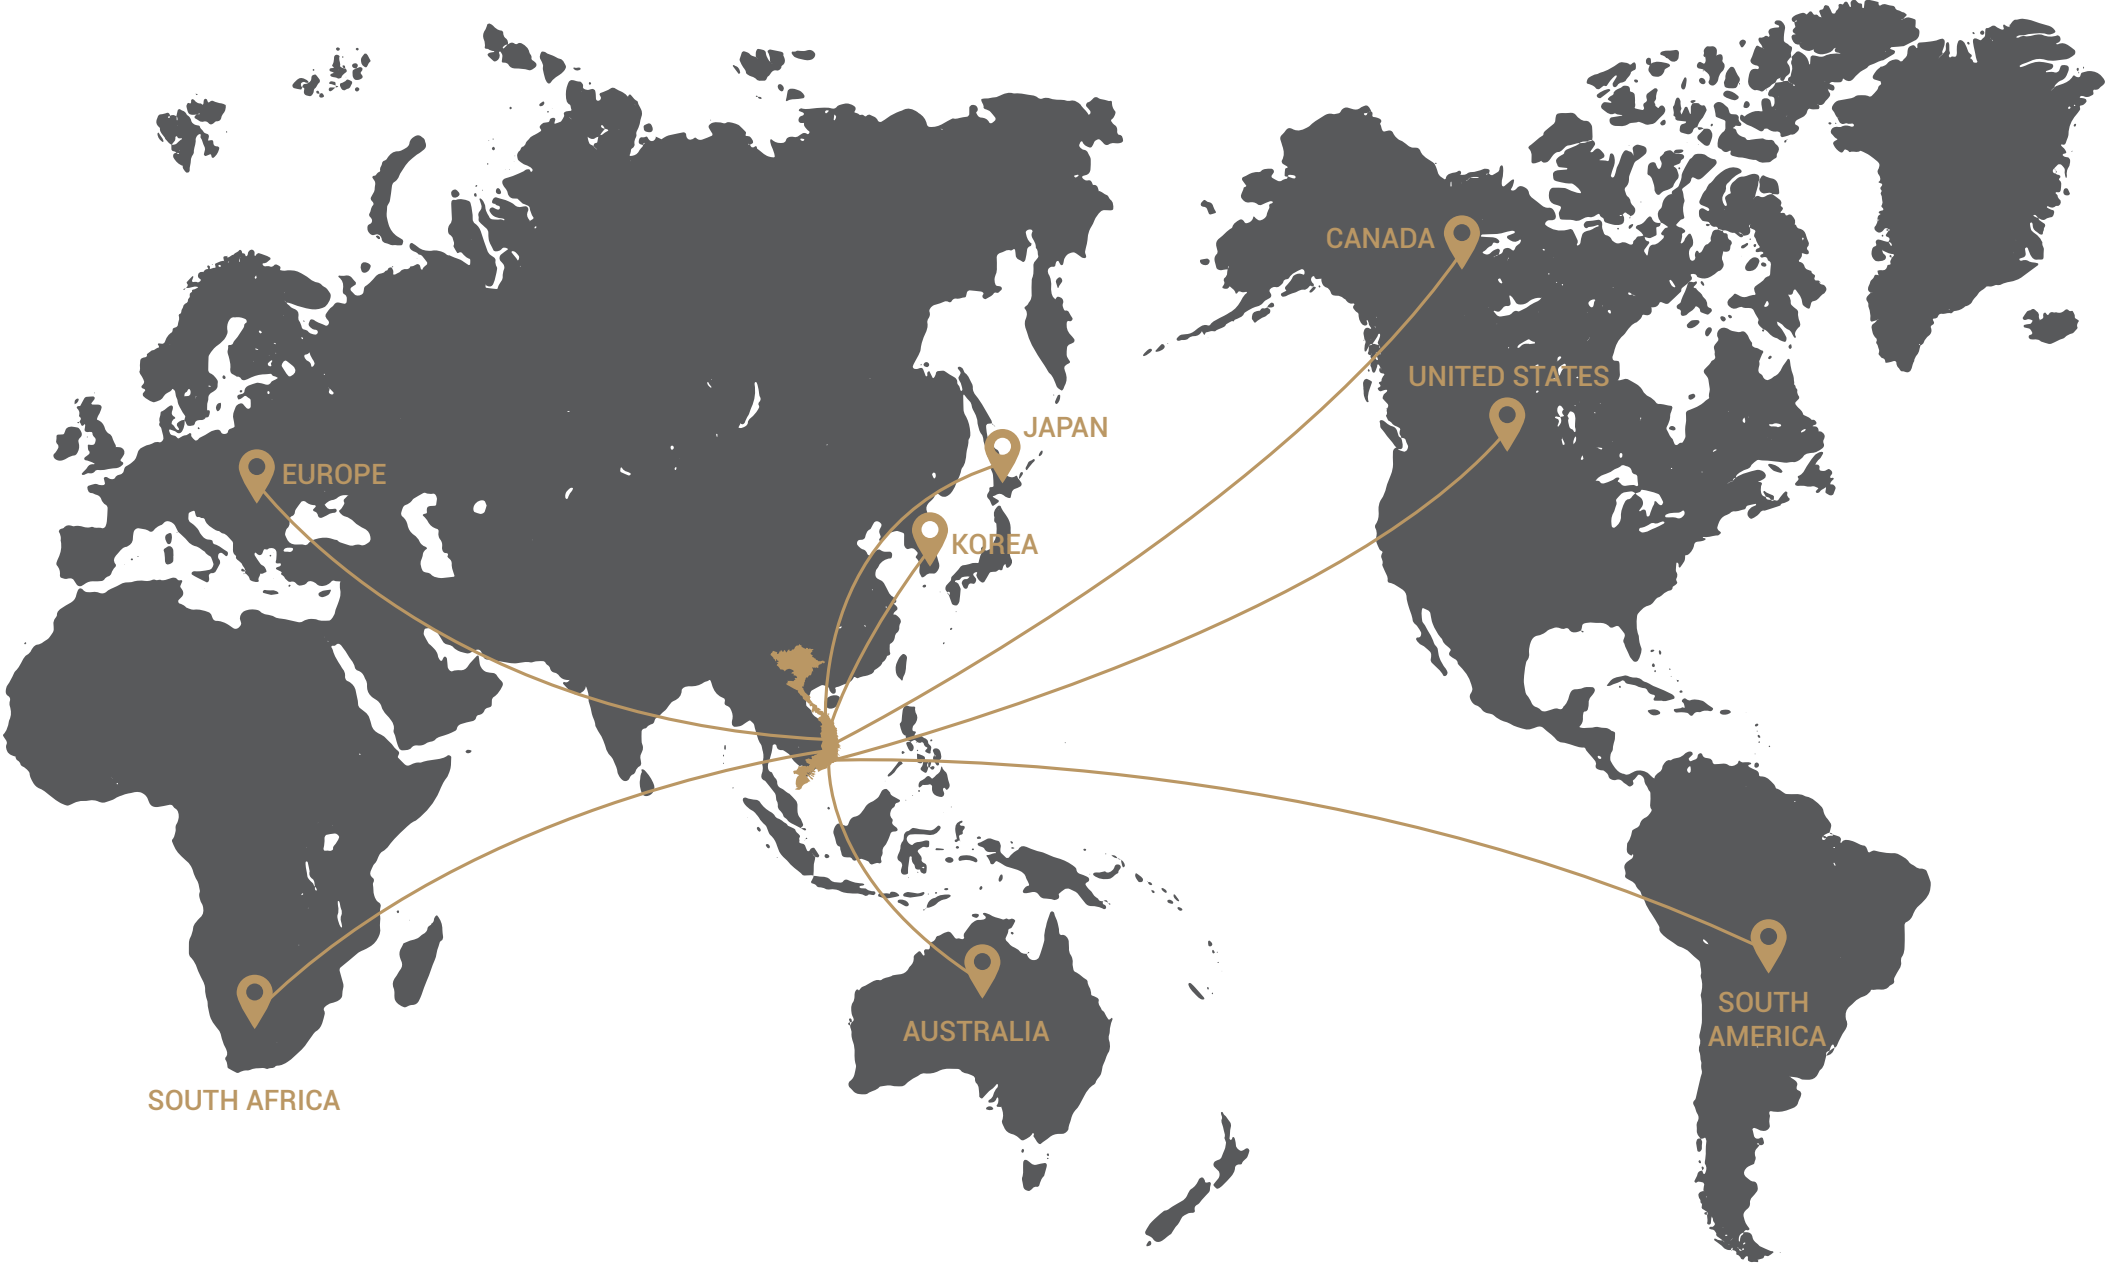 CANADA
UNITED STATES
JAPAN
EUROPE
KOREA
SOUTH
AMERICA
AUSTRALIA
SOUTH AFRICA